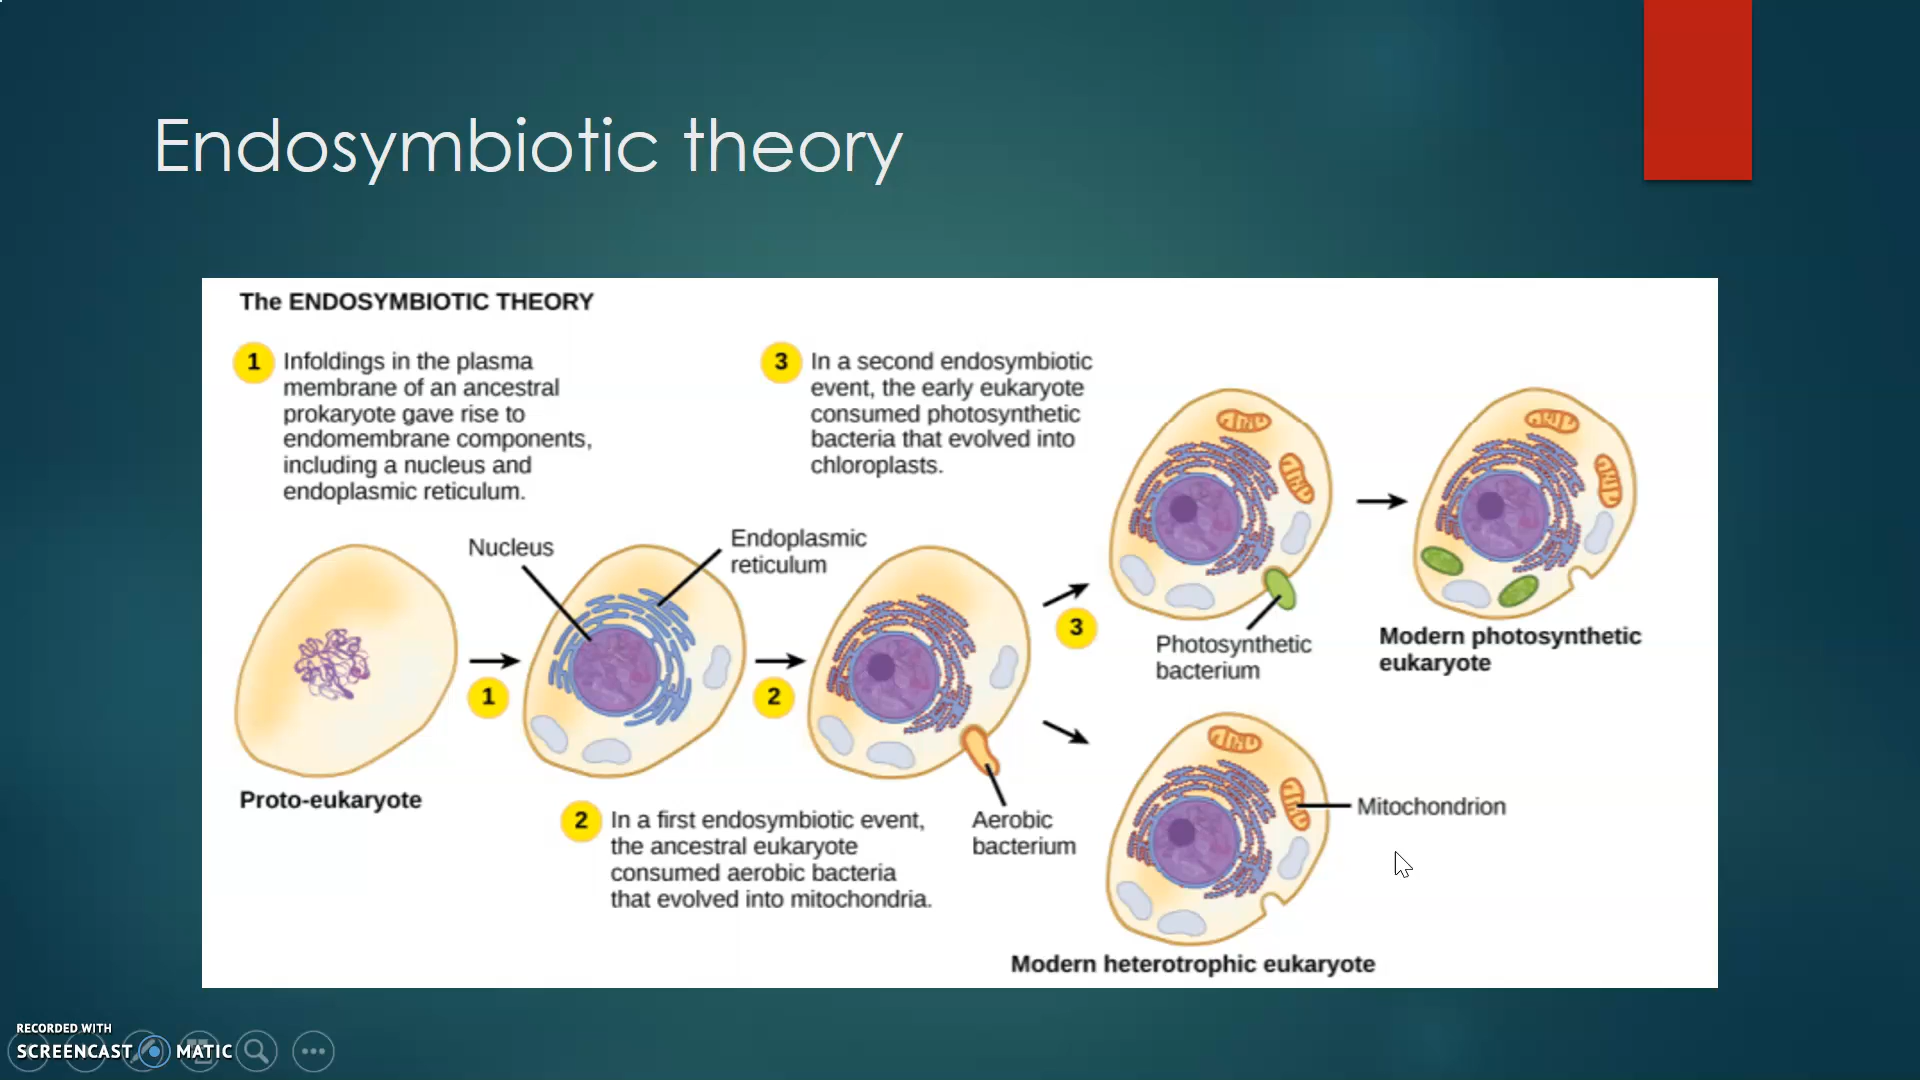 Endosymbiotic theory
The ENDOSYMBIOTIC THEORY
1 Infoldings in the plasma
membrane of an ancestral
prokaryote gave rise to
endomembrane components,
including a nucleus and
endoplasmic reticulum.
3 In a second endosymbiotic
event, the early eukaryote
consumed photosynthetic
bacteria that evolved into
chloroplasts.
Nucleus
Endoplasmic
reticulum
1
2
3
Photosynthetic
bacterium
Modern photosynthetic
eukaryote
Proto-eukaryote
2 In a first endosymbiotic event,
the ancestral eukaryote
consumed aerobic bacteria
that evolved into mitochondria.
Aerobic
bacterium
Mitochondrion
Modern heterotrophic eukaryote
RECORDED WITH
SCREENCAST MATIC